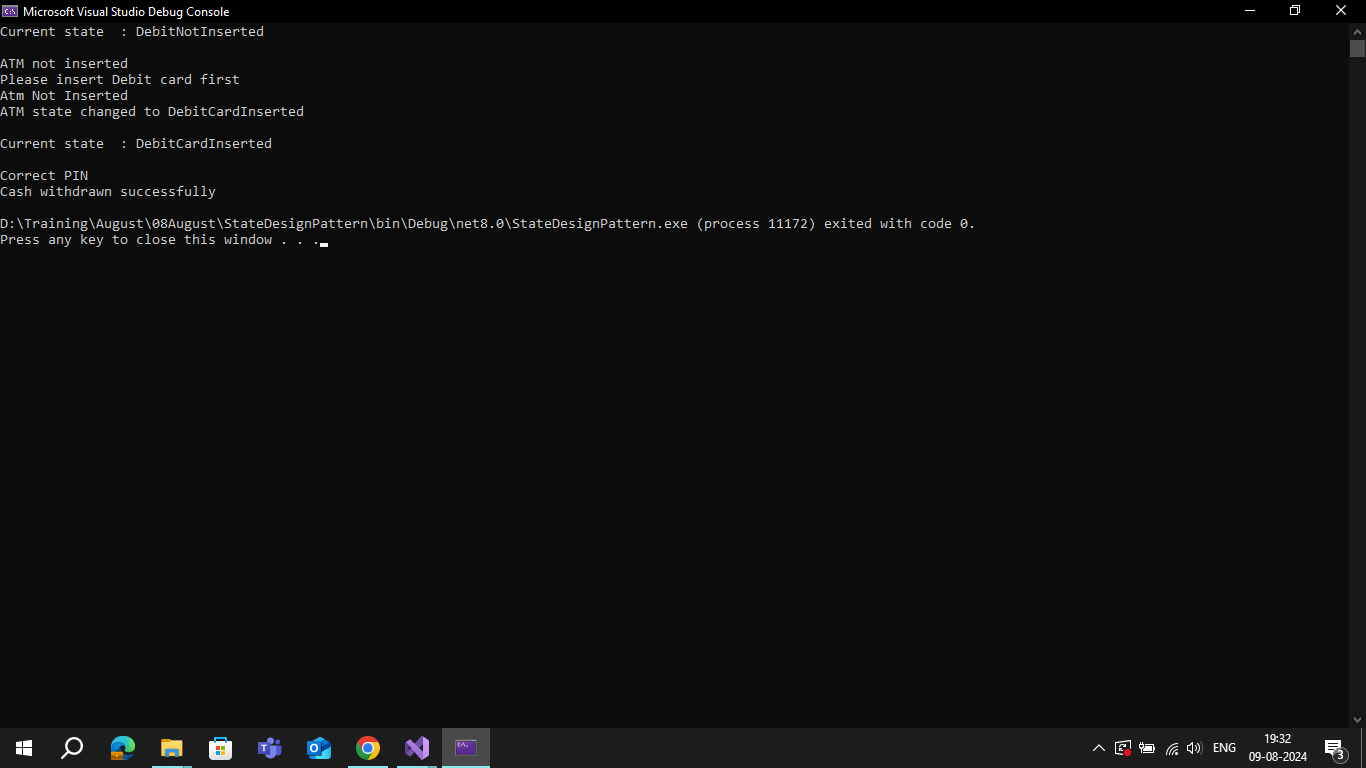 Microsoft Visual Studio Debug Console
Current state  : DebitNotInserted
ATM not inserted
Please insert Debit card first
Atm Not Inserted
ATM state changed to DebitCardInserted
Current state  : DebitCardInserted
Correct PIN
Cash withdrawn successfully
D:\Training\August\08August\StateDesignPattern\bin\Debug\net8.0\StateDesignPattern.exe (process 11172) exited with code 0.
Press any key to close this window . . .
ENG
19:32
09-08-2024
3